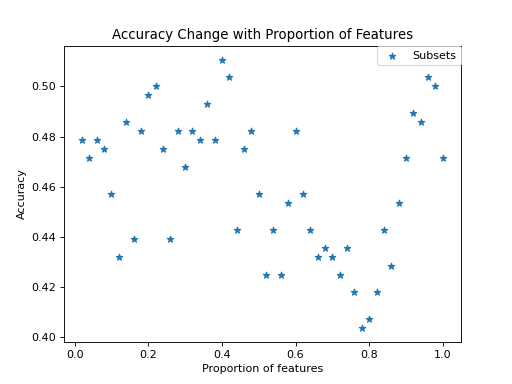 Accuracy Change with Proportion of Features
Subsets
0.50
0.48
0.46
0.44
0.42
0.40
Accuracy
0.0 0.2 0.4 0.6 0.8 1.0
Proportion of features